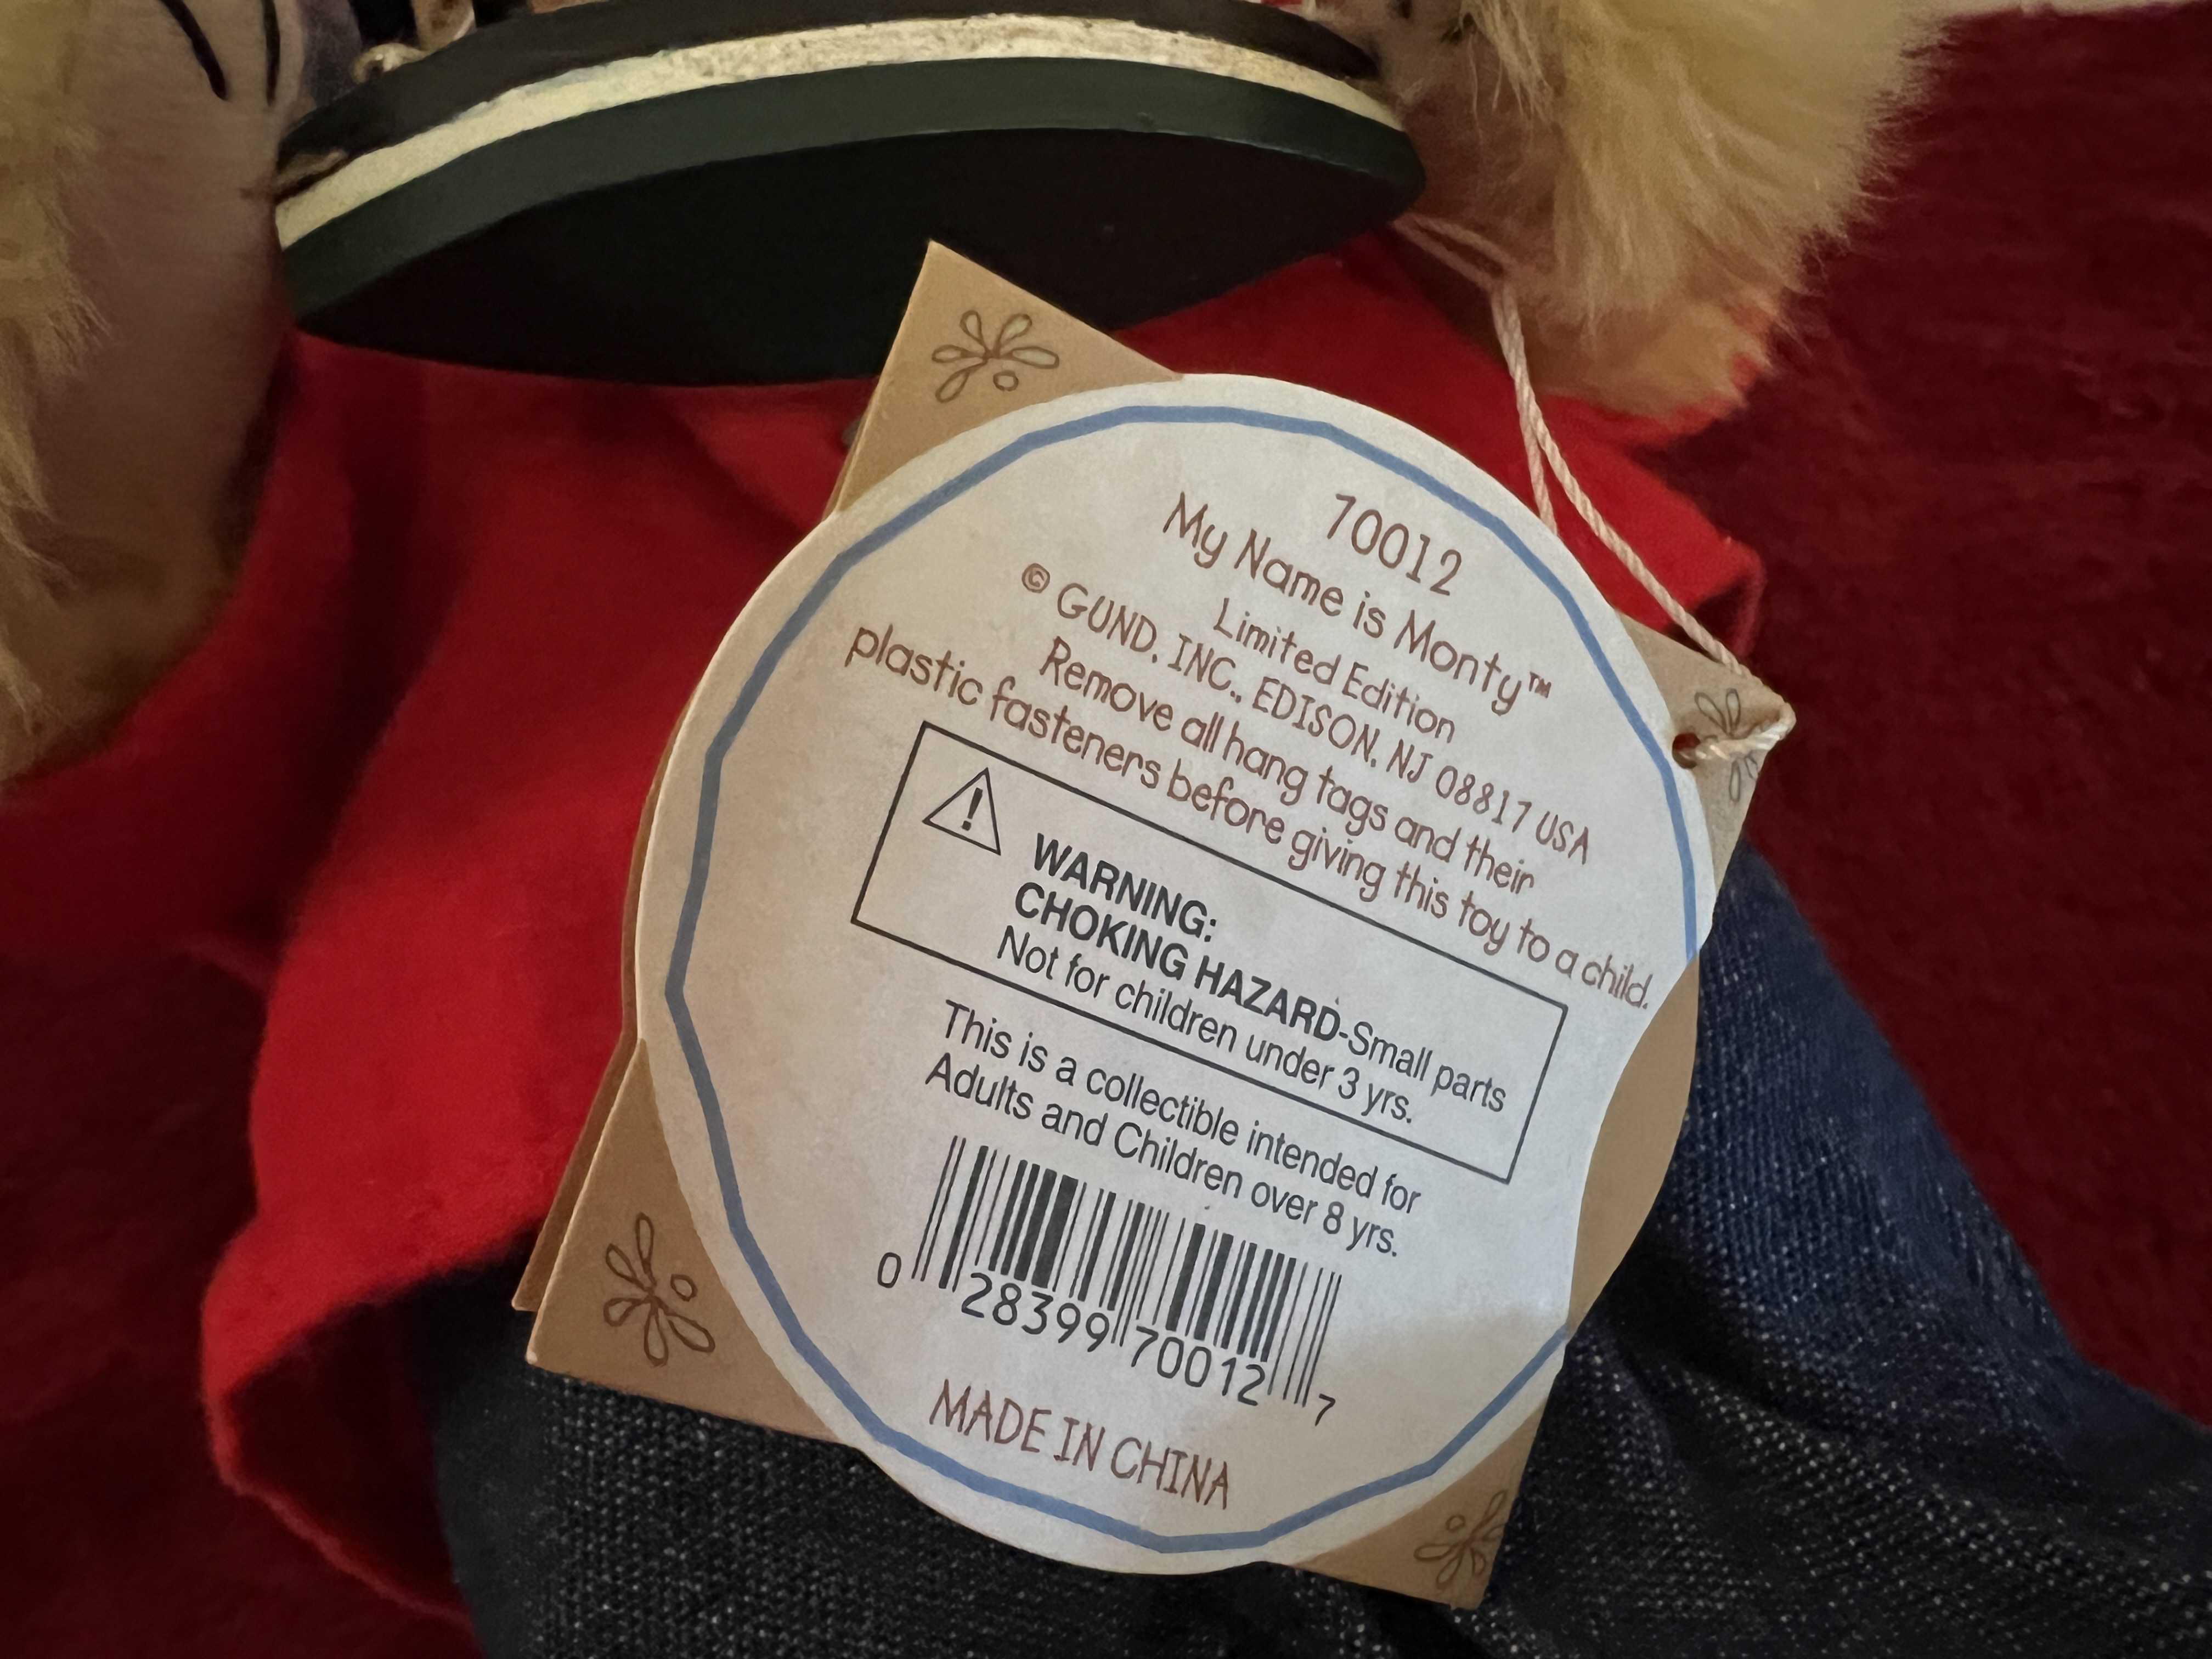 70012
My Name is Monty™
Limited Edition
© GUND, INC., EDISON, NJ 08817 USA
Remove all hang tags and their
plastic fasteners before giving this toy to a child.
WARNING:
CHOKING HAZARD-Small parts
Not for children under 3 yrs.
This is a collectible intended for
Adults and Children over 8 yrs.
0 28399 70012 7
MADE IN CHINA